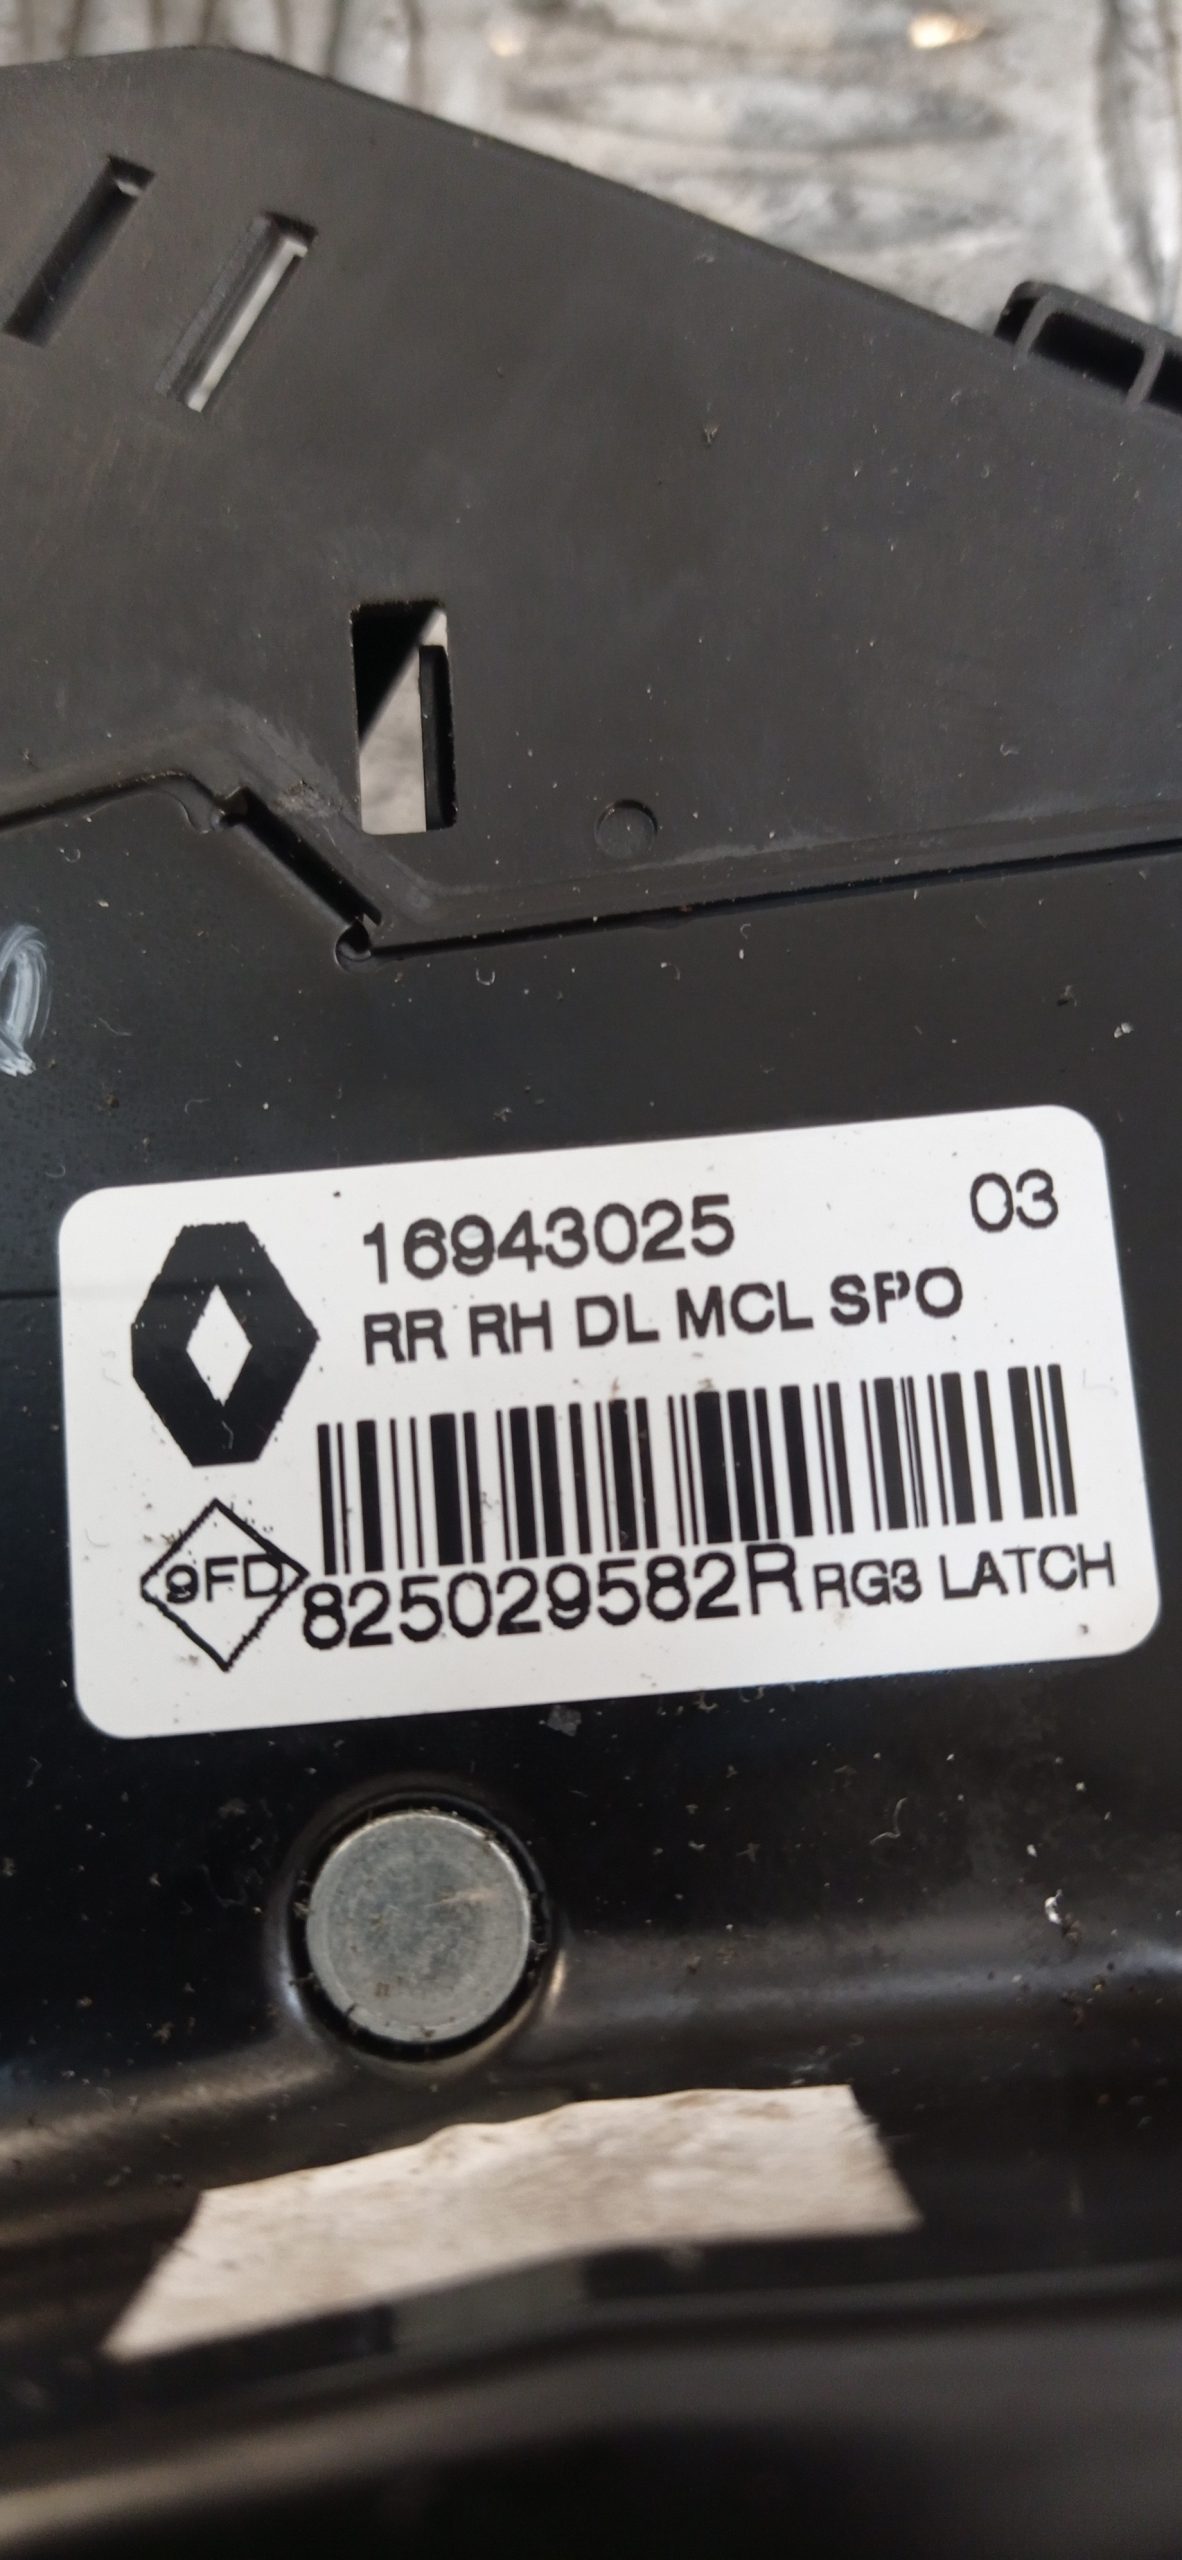 16943025 03
RR RH DL MCL SPO
9FD
825029582R RG3 LATCH